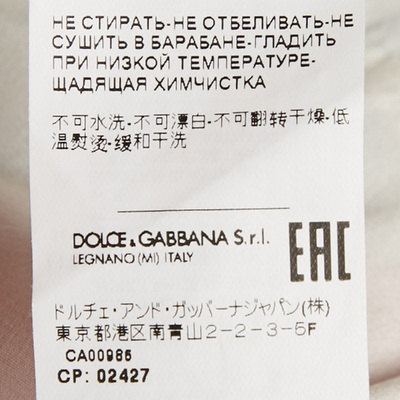 НЕ СТИРАТЬ-НЕ ОТБЕЛИВАТЬ-НЕ
СУШИТЬ В БАРАБАНЕ-ГЛАДИТЬ
ПРИ НИЗКОЙ ТЕМПЕРАТУРЕ-
ЩАДЯЩАЯ ХИМЧИСТКА
不可水洗-不可漂白-不可翻转干燥-低
温熨烫-缓和干洗
DOLCE & GABBANA S.r.l.
LEGNANO (MI) ITALY
EAC
ドルチェ・アンド・ガッバーナジャパン(株)
東京都港区南青山2-2-3-5F
CA00985
CP: 02427